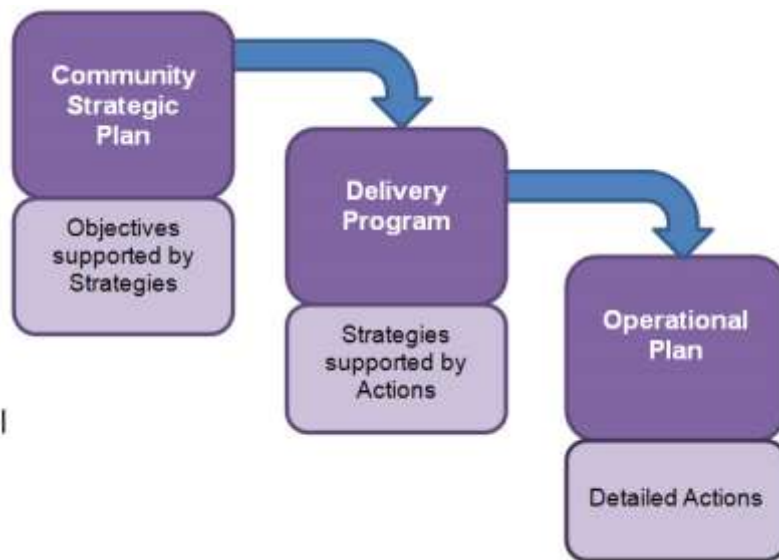 Community
Strategic
Plan
Objectives
supported by
Strategies
Delivery
Program
Strategies
supported by
Actions
Operational
Plan
Detailed Actions